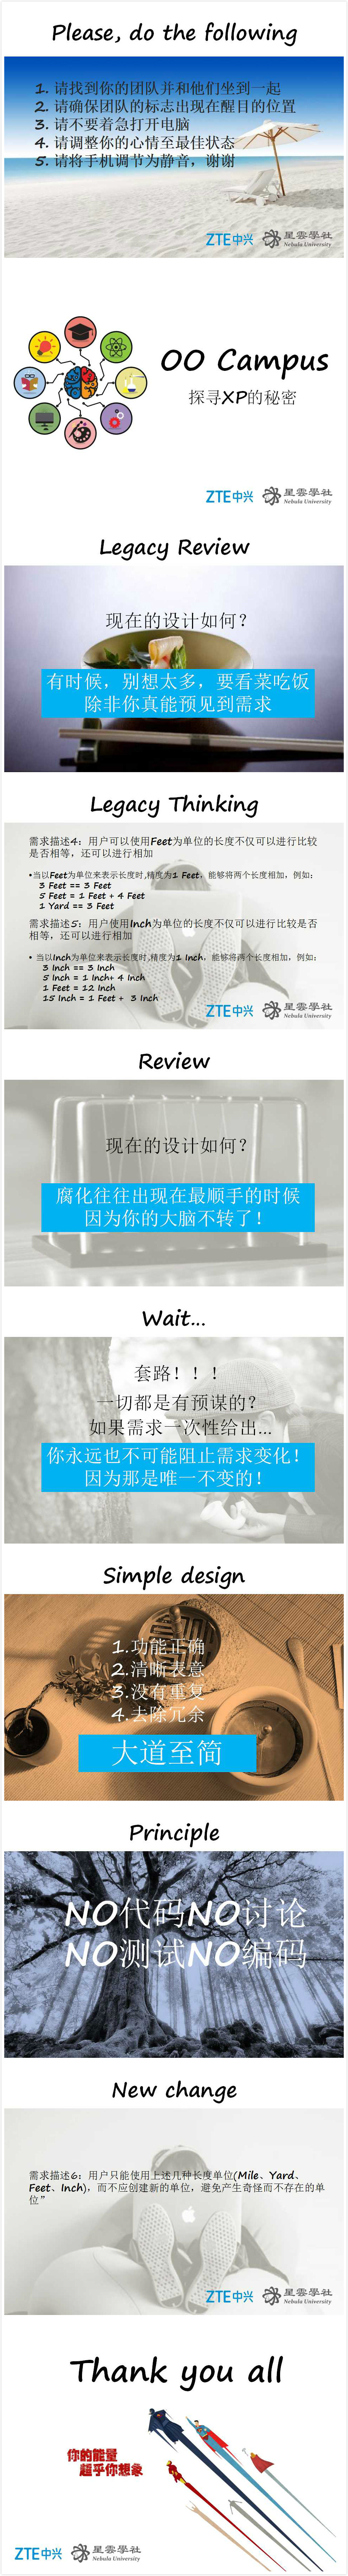 Please, do the following
1. 请找到你的团队并和他们坐到一起
2. 请确保团队的标志出现在醒目的位置
3. 请不要着急打开电脑
4. 请调整你的心情至最佳状态
5. 请将手机调节为静音，谢谢
ZTE中兴 星雲學社
Nebula University
OO Campus
探寻XP的秘密
ZTE中兴 星雲學社
Nebula University
Legacy Review
现在的设计如何？
有时候，别想太多，要看菜吃饭
除非你真能预见到需求
Legacy Thinking
需求描述4：用户可以使用Feet为单位的长度不仅可以进行比较
是否相等，还可以进行相加
•当以Feet为单位来表示长度时,精度为1 Feet，能够将两个长度相加，例如：
3 Feet == 3 Feet
5 Feet = 1 Feet + 4 Feet
1 Yard == 3 Feet
需求描述5：用户使用Inch为单位的长度不仅可以进行比较是否
相等，还可以进行相加
• 当以Inch为单位来表示长度时,精度为1 Inch，能够将两个长度相加，例如：
3 Inch == 3 Inch
5 Inch = 1 Inch+ 4 Inch
1 Feet = 12 Inch
15 Inch = 1 Feet + 3 Inch
ZTE中兴 星雲學社
Nebula University
Review
现在的设计如何？
腐化往往出现在最顺手的时候
因为你的大脑不转了！
Wait...
套路！！！
一切都是有预谋的？
如果需求一次性给出...
你永远也不可能阻止需求变化！
因为那是唯一不变的！
Simple design
1.功能正确
2.清晰表意
3.没有重复
4.去除冗余
大道至简
Principle
NO代码NO讨论
NO测试NO编码
New change
需求描述6：用户只能使用上述几种长度单位(Mile、Yard、
Feet、Inch)，而不应创建新的单位，避免产生奇怪而不存在的单
位”
ZTE中兴 星雲學社
Nebula University
Thank you all
你的能量
超乎你想象
ZTE中兴 星雲學社
Nebula University